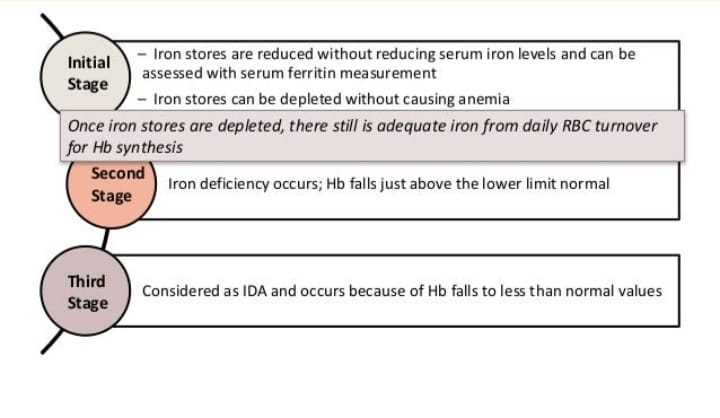 Initial
Stage
– Iron stores are reduced without reducing serum iron levels and can be
assessed with serum ferritin measurement
– Iron stores can be depleted without causing anemia
Once iron stores are depleted, there still is adequate iron from daily RBC turnover
for Hb synthesis
Second
Stage
Iron deficiency occurs; Hb falls just above the lower limit normal
Third
Stage
Considered as IDA and occurs because of Hb falls to less than normal values